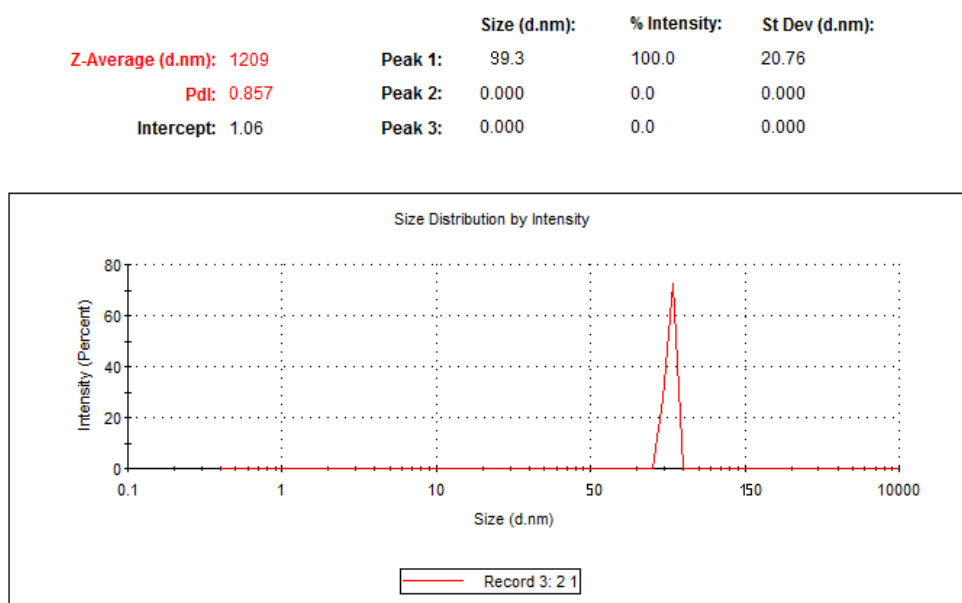 Size (d.nm): % Intensity: St Dev (d.nm):
Z-Average (d.nm): 1209 Peak 1: 99.3 100.0 20.76
PdI: 0.857 Peak 2: 0.000 0.0 0.000
Intercept: 1.06 Peak 3: 0.000 0.0 0.000
Size Distribution by Intensity
Intensity (Percent)
80
60
40
20
0
0.1 1 10 50 150 10000
Size (d.nm)
Record 3: 2 1